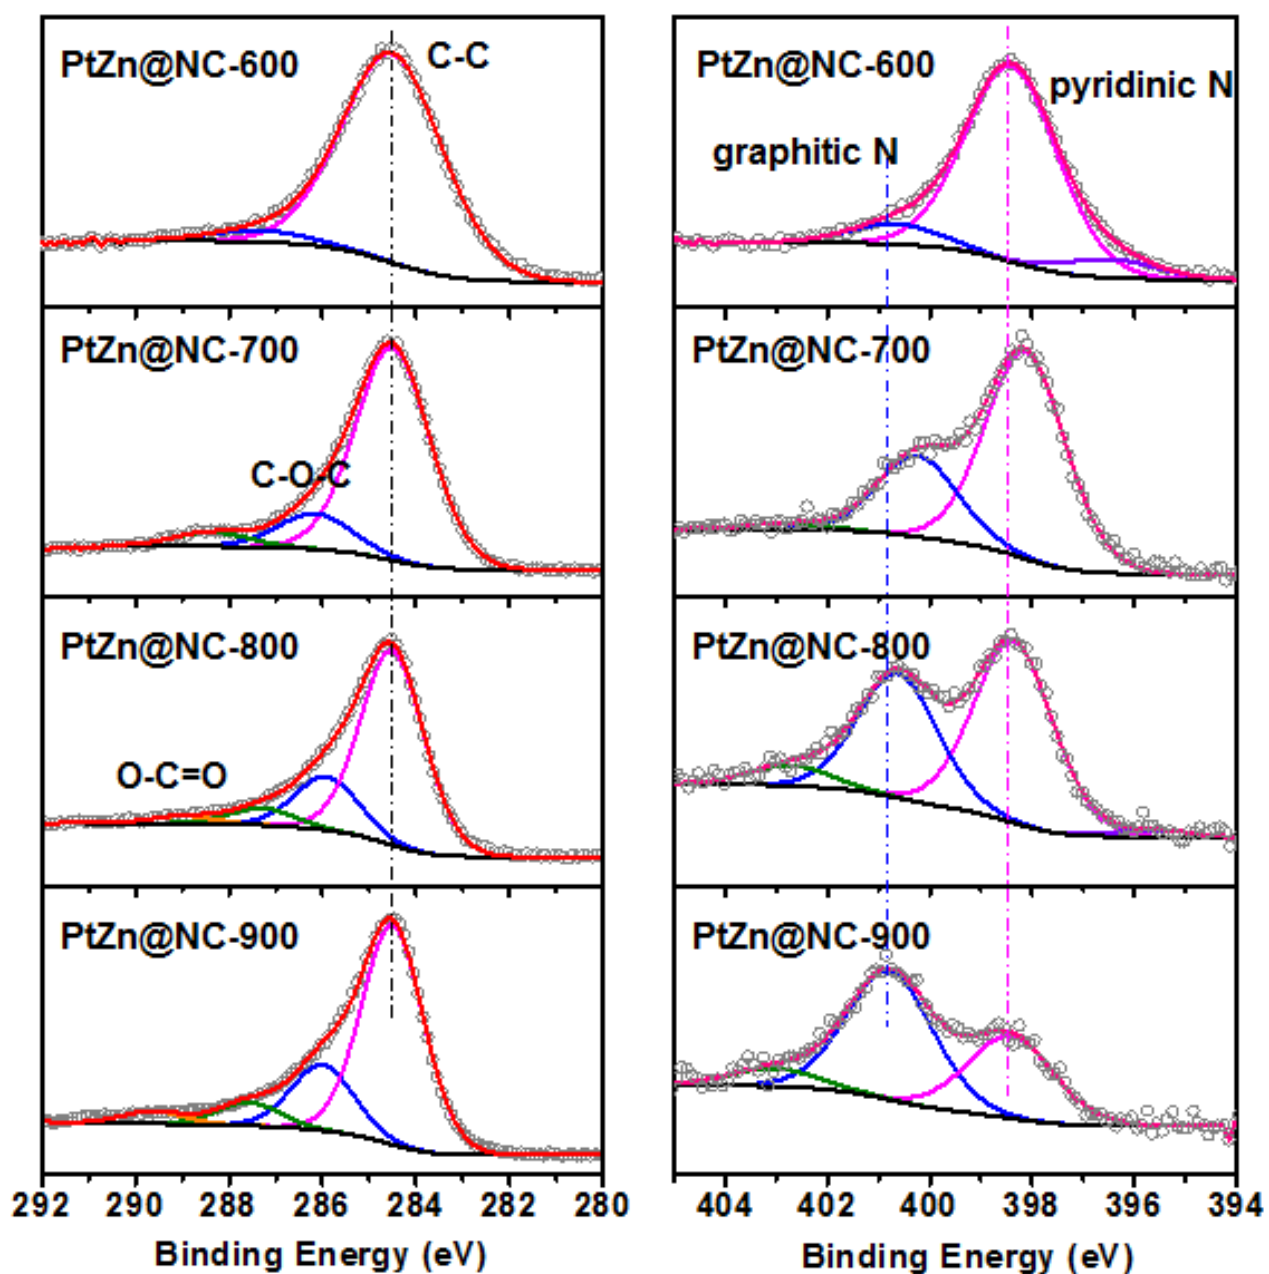 PtZn@NC-600
C-C
PtZn@NC-700
C-O-C
PtZn@NC-800
O-C=O
PtZn@NC-900
292 290 288 286 284 282 280
Binding Energy (eV)
PtZn@NC-600
pyridinic N
graphitic N
PtZn@NC-700
PtZn@NC-800
PtZn@NC-900
404 402 400 398 396 394
Binding Energy (eV)